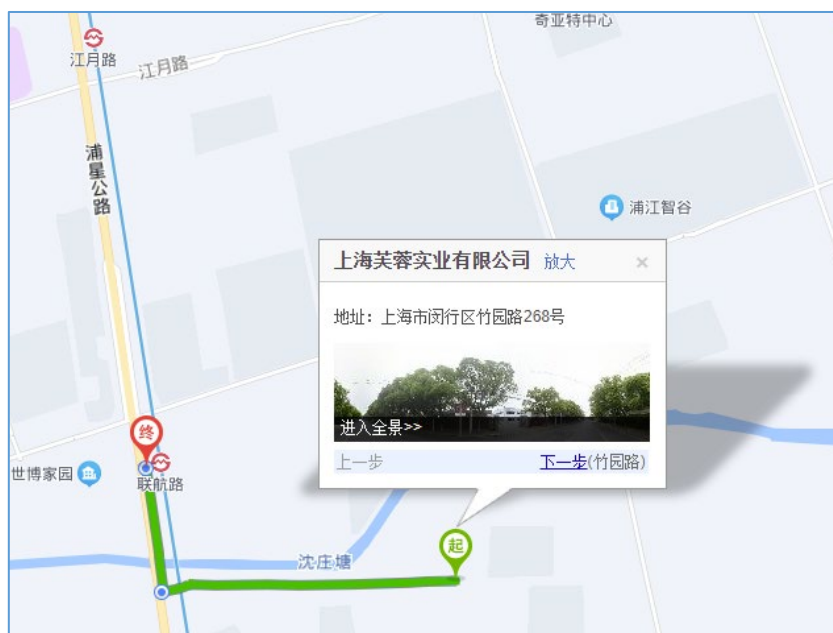 奇亚特中心
江月路
江月路
浦星公路
浦江智谷
上海芙蓉实业有限公司 放大 ×
地址：上海市闵行区竹园路268号
进入全景>>
上一步 下一步(竹园路)
终
世博家园
联航路
沈庄塘
起